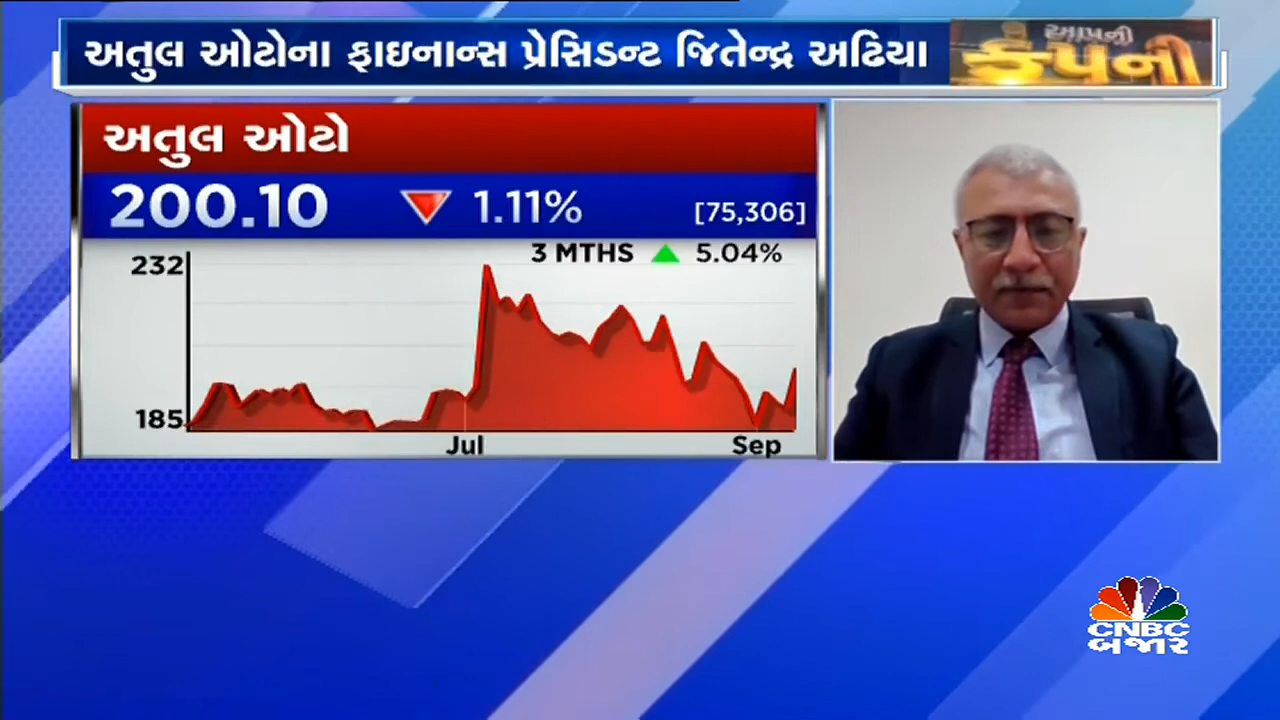 અતુલ ઓટોના ફાઇનાન્સ પ્રેસિડન્ટ જિતેન્દ્ર અઢિયા
આપની
કંપની
અતુલ ઓટો
200.10 1.11% [75,306]
3 MTHS 5.04%
232
185
Jul Sep
CNBC
બજાર